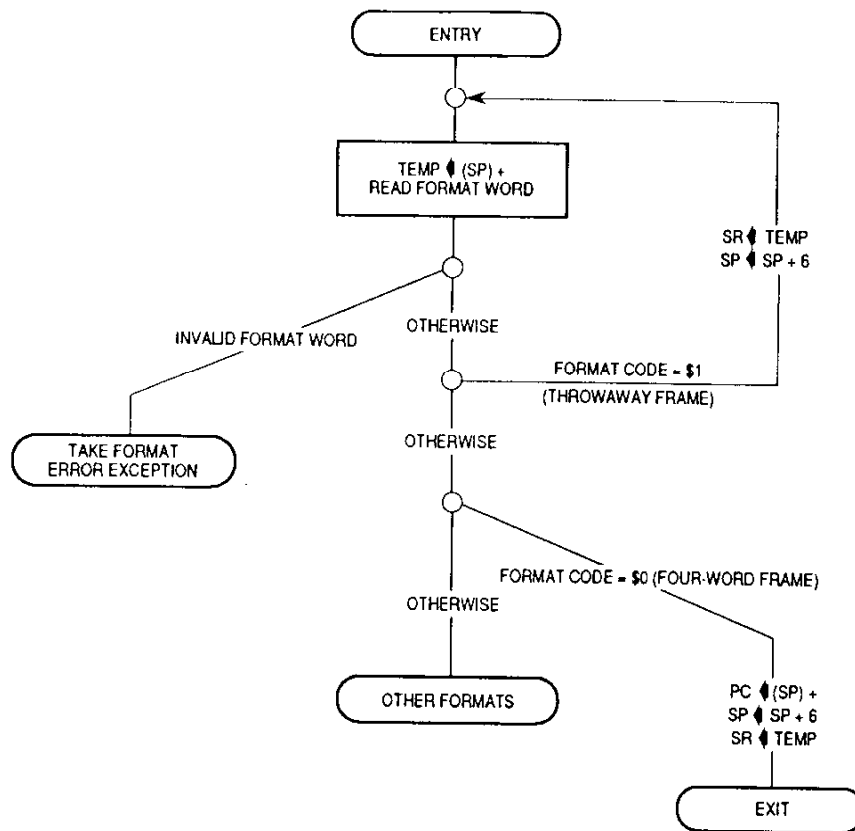 ENTRY
TEMP ◀ (SP) +
READ FORMAT WORD
SR ◀ TEMP
SP ◀ SP + 6
OTHERWISE
INVALID FORMAT WORD
FORMAT CODE = $1
(THROWAWAY FRAME)
TAKE FORMAT
ERROR EXCEPTION
OTHERWISE
FORMAT CODE = $0 (FOUR-WORD FRAME)
OTHERWISE
OTHER FORMATS
PC ◀ (SP) +
SP ◀ SP + 6
SR ◀ TEMP
EXIT